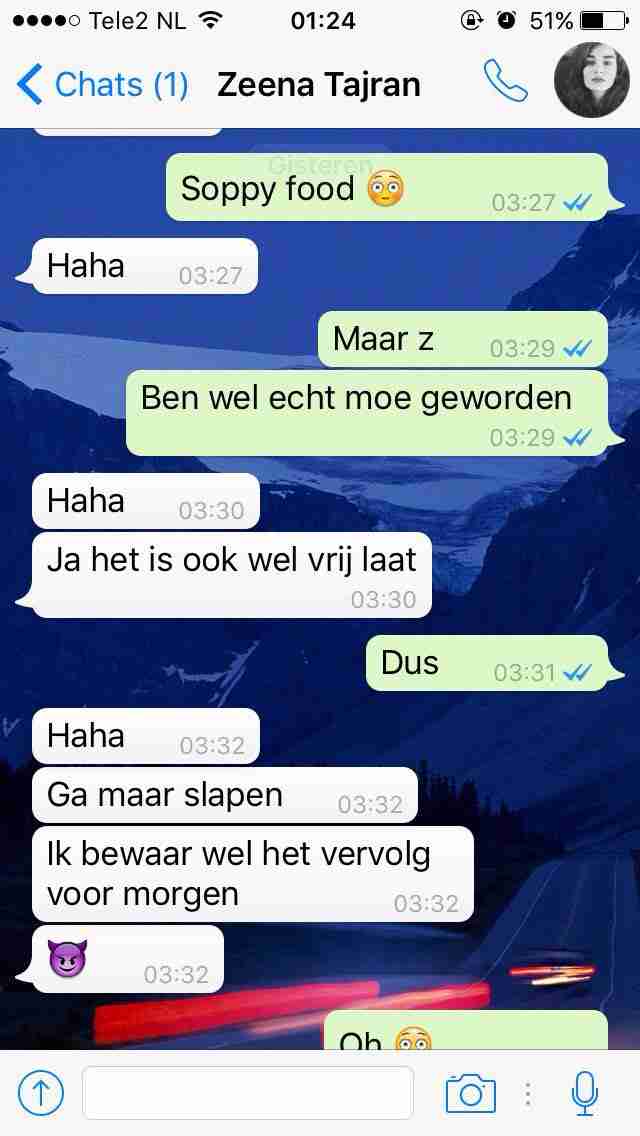 Tele2 NL 01:24 51%
Chats (1) Zeena Tajran
Gisteren
Soppy food 😳 03:27
Haha 03:27
Maar z 03:29
Ben wel echt moe geworden
03:29
Haha 03:30
Ja het is ook wel vrij laat
03:30
Dus 03:31
Haha 03:32
Ga maar slapen 03:32
Ik bewaar wel het vervolg
voor morgen 03:32
😈 03:32
Oh 😳